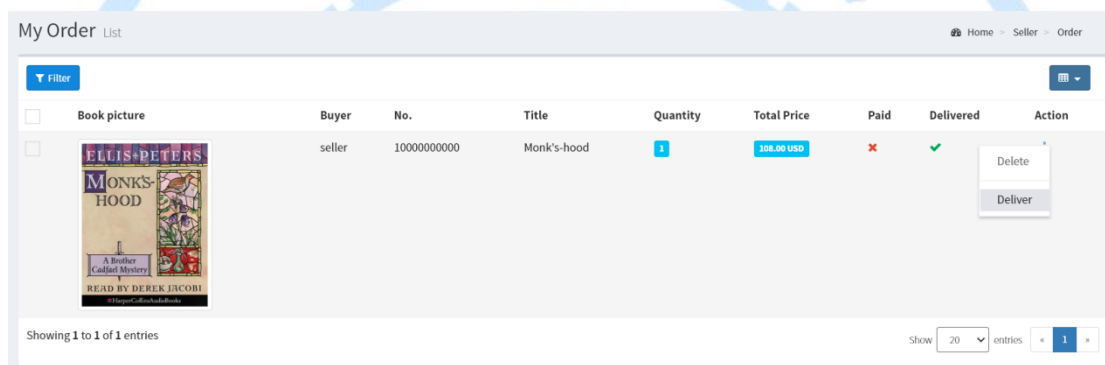 My Order List
Home > Seller > Order
Filter
Book picture Buyer No. Title Quantity Total Price Paid Delivered Action
seller 10000000000 Monk's-hood 1 108.00 USD
Delete
Deliver
ELLIS PETERS
MONK'S-
HOOD
A Brother
Cadfael Mystery
READ BY DEREK JACOBI
HarperCollinsAudioBooks
Showing 1 to 1 of 1 entries
Show 20 entries « 1 »